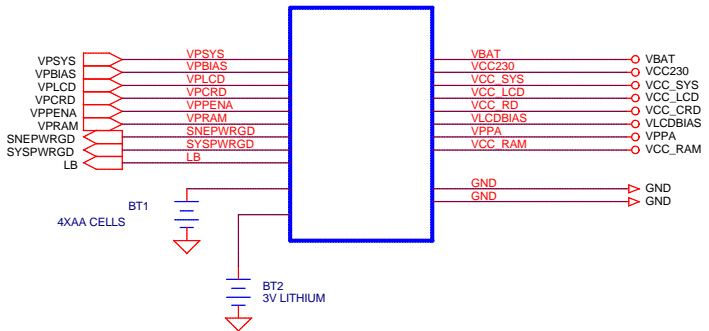 VPSYS VPSYS VBAT VBAT
VPBIAS VPBIAS VCC230 VCC230
VPLCD VPLCD VCC_SYS VCC_SYS
VPCRD VPCRD VCC_LCD VCC_LCD
VPPENA VPPENA VCC_RD VCC_CRD
VPRAM VPRAM VLCDBIAS VLCDBIAS
SNEPWRGD SNEPWRGD VPPA VPPA
SYSPWRGD SYSPWRGD VCC_RAM VCC_RAM
LB LB
GND GND
GND GND
BT1
4XAA CELLS
BT2
3V LITHIUM